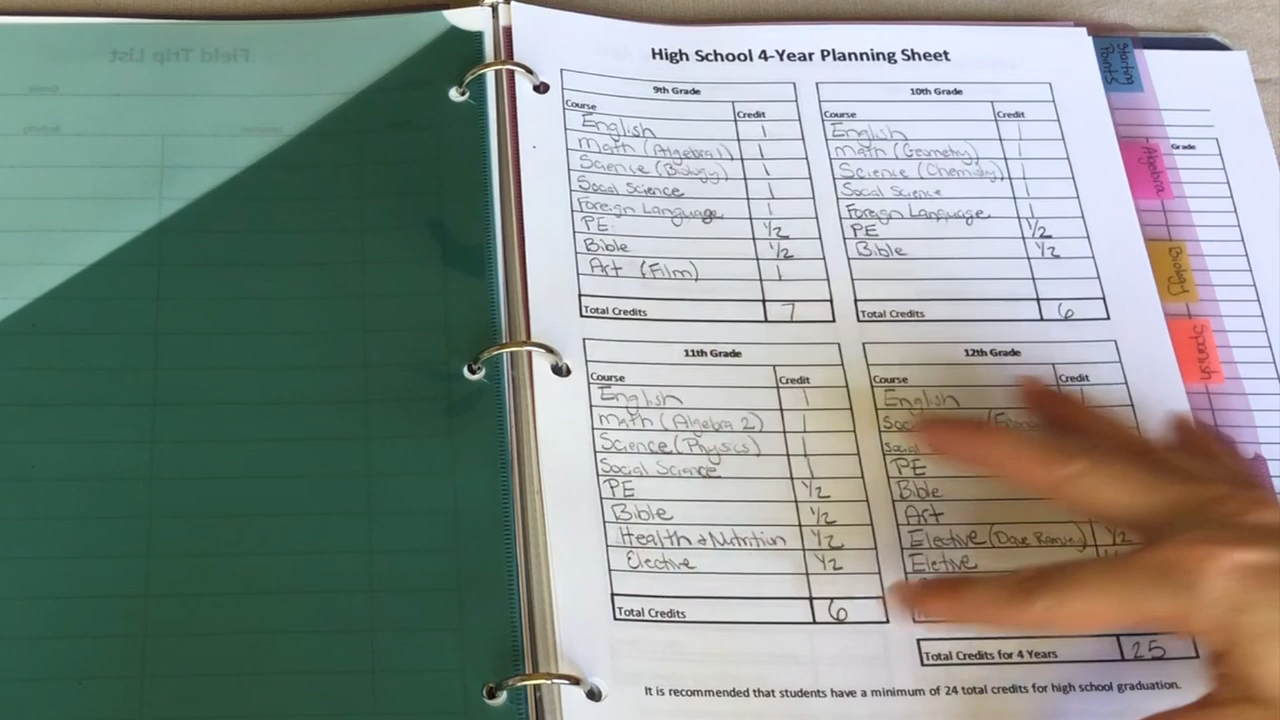 Field Trip List
High School 4-Year Planning Sheet
9th Grade
Course Credit
English 1
Math (Algebra 1) 1
Science (Biology) 1
Social Science 1
Foreign Language 1
PE 1/2
Bible 1/2
Art (Film) 1
Total Credits 7
10th Grade
Course Credit
English 1
Math (Geometry) 1
Science (Chemistry) 1
Social Science 1
Foreign Language 1
PE 1/2
Bible 1/2
Total Credits 6
11th Grade
Course Credit
English 1
Math (Algebra 2) 1
Science (Physics) 1
Social Science 1
PE 1/2
Bible 1/2
Health & Nutrition 1/2
Elective 1/2
Total Credits 6
12th Grade
Course Credit
English 1
PE
Bible
Art
Elective (Dave Ramsey) 1/2
Eletive
Total Credits for 4 Years 25
It is recommended that students have a minimum of 24 total credits for high school graduation.
Starting Points
Algebra
Biology
Spanish
Grade